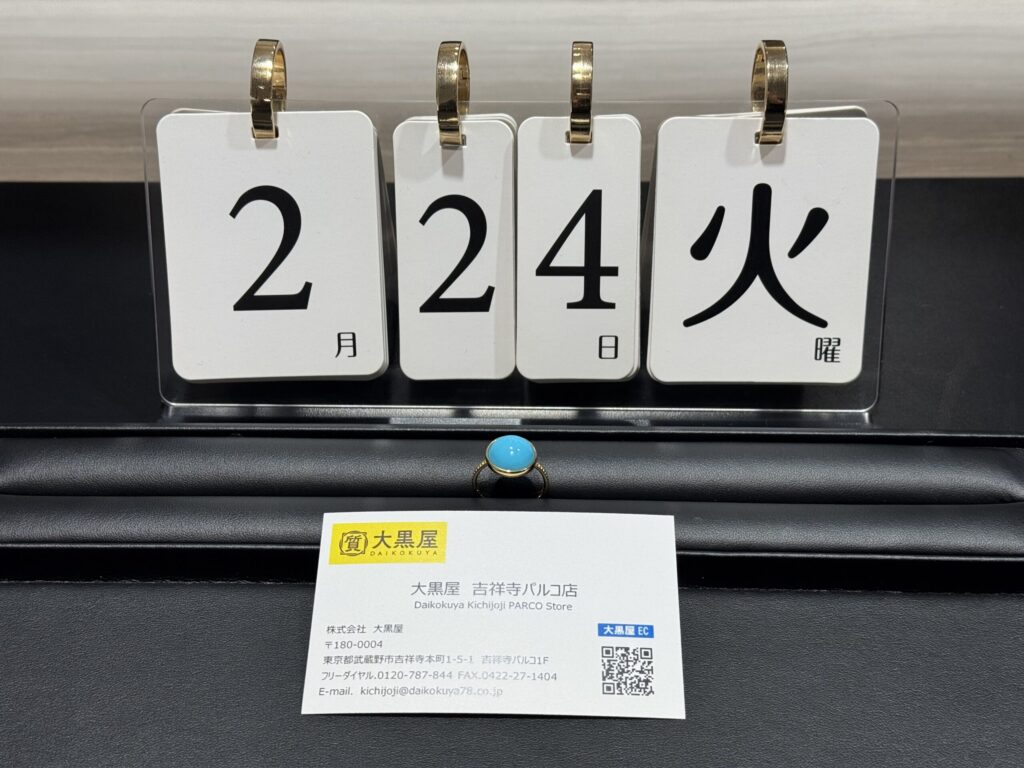 2月 24日 火曜
質 大黒屋
DAIKOKUYA
大黒屋 吉祥寺パルコ店
Daikokuya Kichijoji PARCO Store
株式会社 大黒屋
大黒屋 EC
〒180-0004
東京都武蔵野市吉祥寺本町1-5-1 吉祥寺パルコ1F
フリーダイヤル.0120-787-844 FAX.0422-27-1404
E-mail. kichijoji@daikokuya78.co.jp